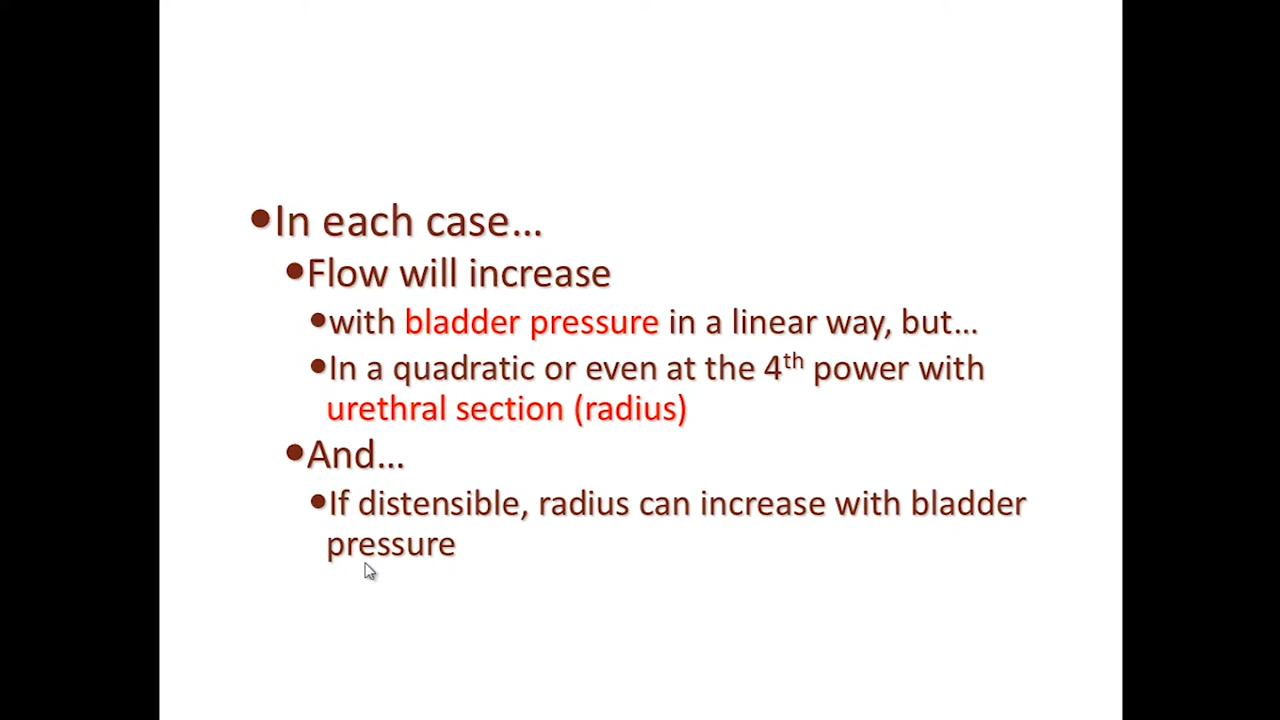 •In each case…
•Flow will increase
•with bladder pressure in a linear way, but…
•In a quadratic or even at the 4th power with
urethral section (radius)
•And…
•If distensible, radius can increase with bladder
pressure